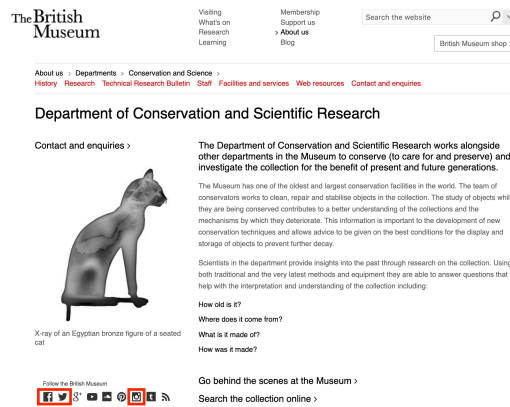 The British
Museum
Visiting
What's on
Research
Learning
Membership
Support us
> About us
Blog
Search the website
British Museum shop
About us > Departments > Conservation and Science >
History Research Technical Research Bulletin Staff Facilities and services Web resources Contact and enquiries
Department of Conservation and Scientific Research
Contact and enquiries >
X-ray of an Egyptian bronze figure of a seated
cat
Follow the British Museum
The Department of Conservation and Scientific Research works alongside
other departments in the Museum to conserve (to care for and preserve) and
investigate the collection for the benefit of present and future generations.
The Museum has one of the oldest and largest conservation facilities in the world. The team of
conservators works to clean, repair and stabilise objects in the collection. The study of objects whil
they are being conserved contributes to a better understanding of the collections and the
mechanisms by which they deteriorate. This information is important to the development of new
conservation techniques and allows advice to be given on the best conditions for the display and
storage of objects to prevent further decay.
Scientists in the department provide insights into the past through research on the collection. Using
both traditional and the very latest methods and equipment they are able to answer questions that
help with the interpretation and understanding of the collection including:
How old is it?
Where does it come from?
What is it made of?
How was it made?
Go behind the scenes at the Museum >
Search the collection online >